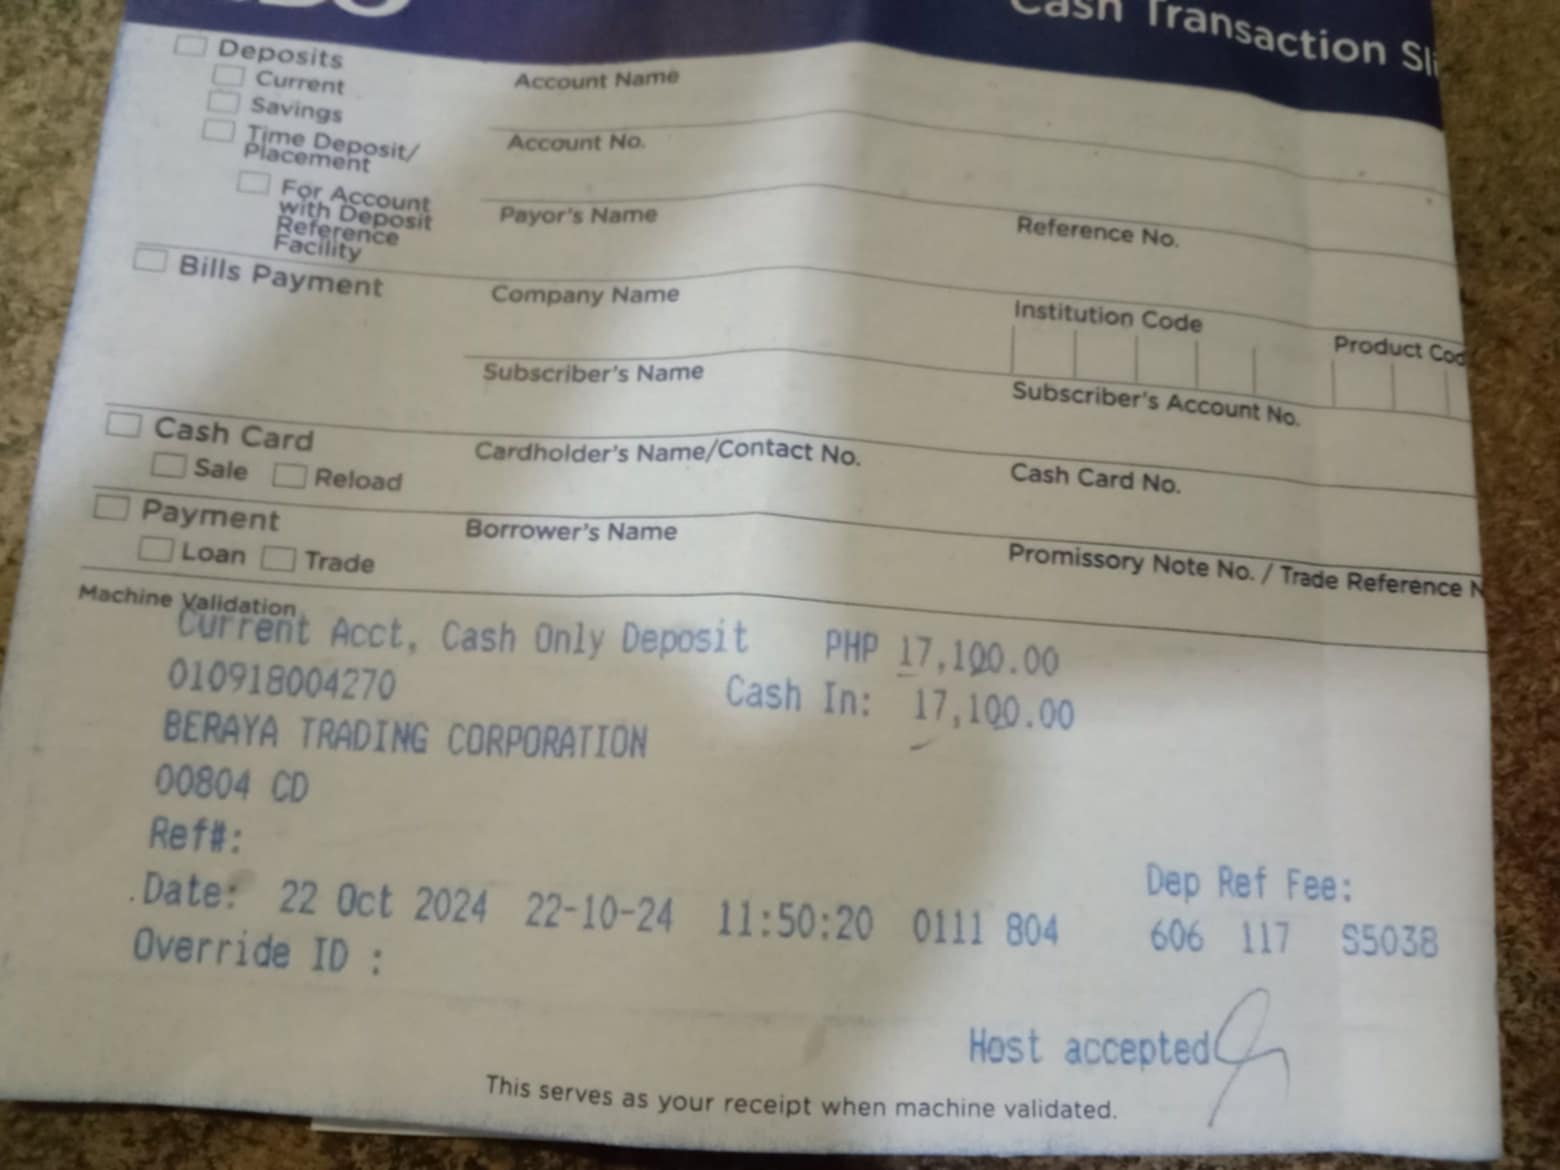 Cash Transaction Sli
Deposits
Current
Savings
Time Deposit/
Placement
For Account
with Deposit
Reference
Facility
Account Name
Account No.
Payor's Name
Reference No.
Bills Payment
Company Name
Institution Code
Product Cod
Subscriber's Name
Subscriber's Account No.
Cash Card
Sale Reload
Cardholder's Name/Contact No.
Cash Card No.
Payment
Loan Trade
Borrower's Name
Promissory Note No. / Trade Reference N
Machine Validation
Current Acct, Cash Only Deposit PHP 17,100.00
010918004270 Cash In: 17,100.00
BERAYA TRADING CORPORATION
00804 CD
Ref#:
Dep Ref Fee:
Date: 22 Oct 2024 22-10-24 11:50:20 0111 804 606 117 S5038
Override ID :
Host accepted
This serves as your receipt when machine validated.